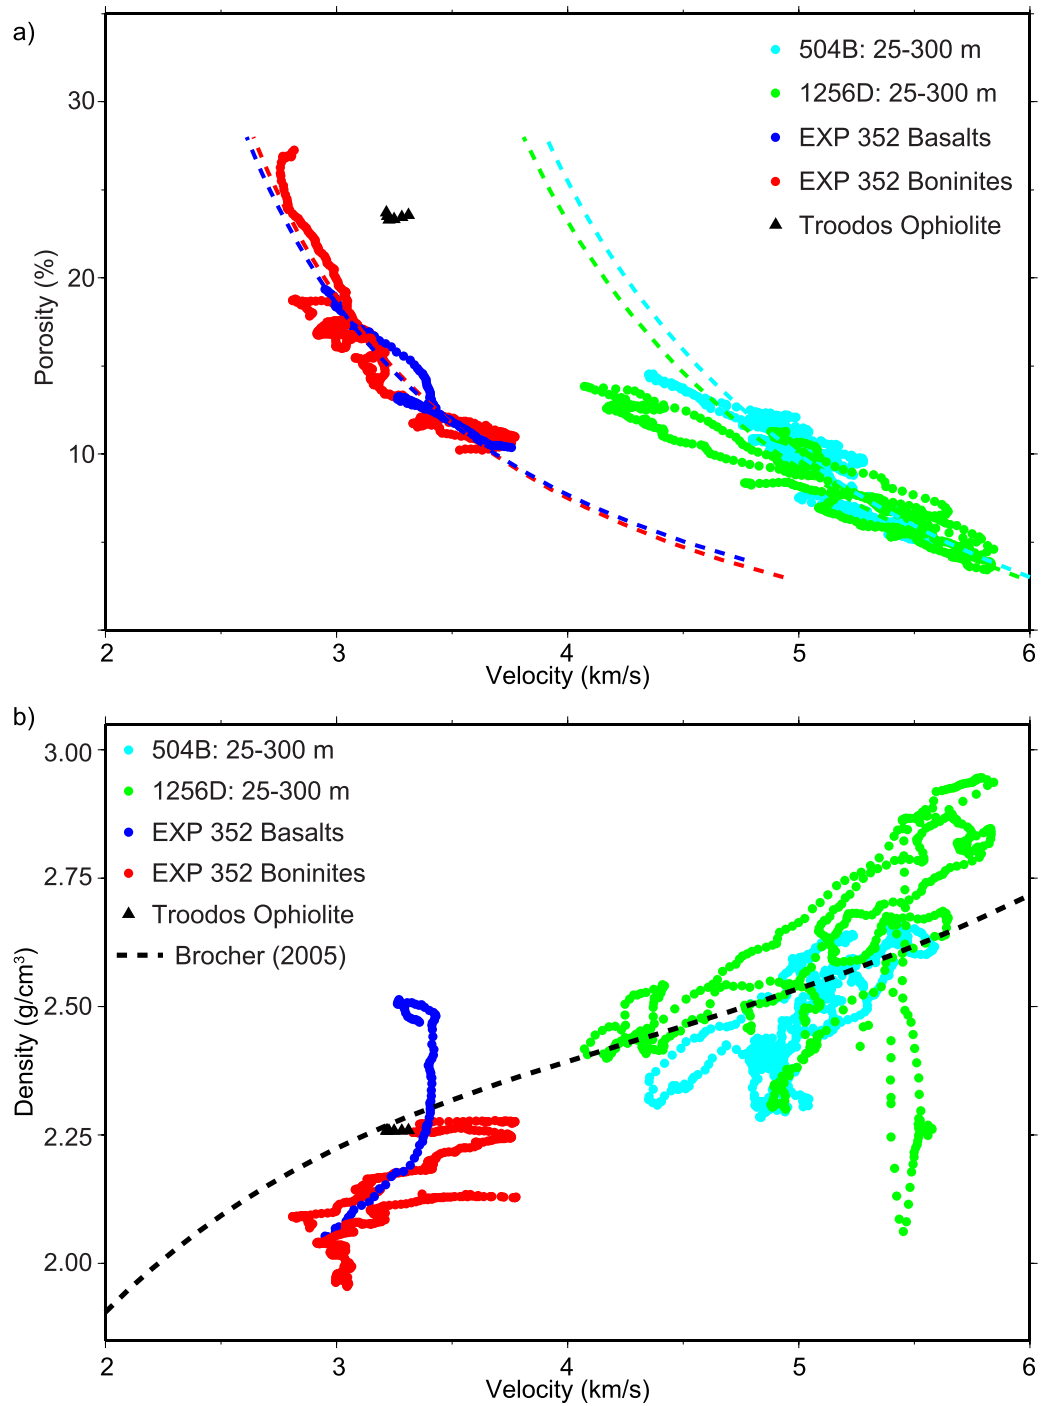 a)
504B: 25-300 m
1256D: 25-300 m
EXP 352 Basalts
EXP 352 Boninites
Troodos Ophiolite
30
20
10
Porosity (%)
2 3 4 5 6
Velocity (km/s)
b)
504B: 25-300 m
1256D: 25-300 m
EXP 352 Basalts
EXP 352 Boninites
Troodos Ophiolite
Brocher (2005)
3.00
2.75
2.50
2.25
2.00
Density (g/cm³)
2 3 4 5 6
Velocity (km/s)